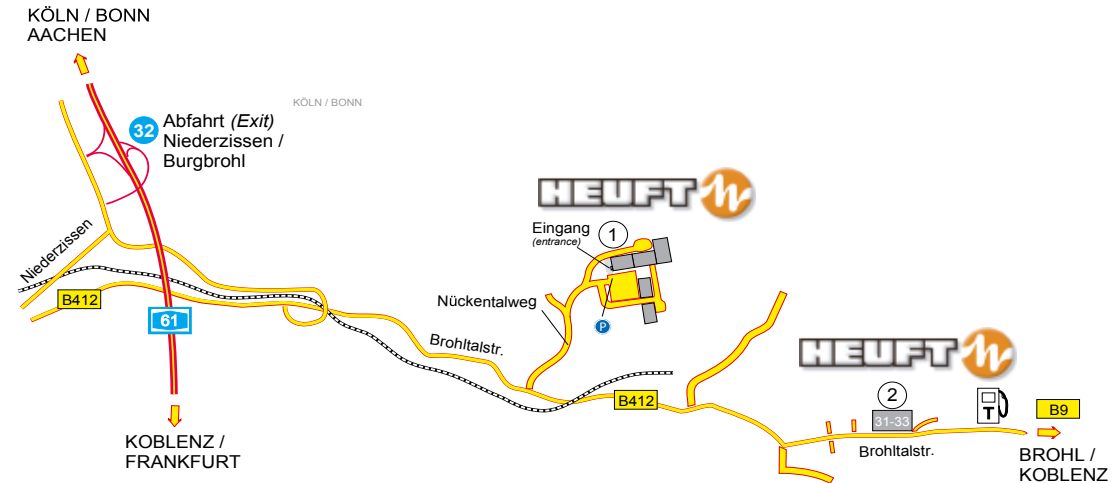 KÖLN / BONN
AACHEN
KÖLN / BONN
32
Abfahrt (Exit)
Niederzissen /
Burgbrohl
HEUFT
Eingang
(entrance)
1
Niederzissen
B412
61
Nückentalweg
P
Brohltalstr.
HEUFT
B412
2
31-33
T
B9
Brohltalstr.
KOBLENZ /
FRANKFURT
BROHL /
KOBLENZ